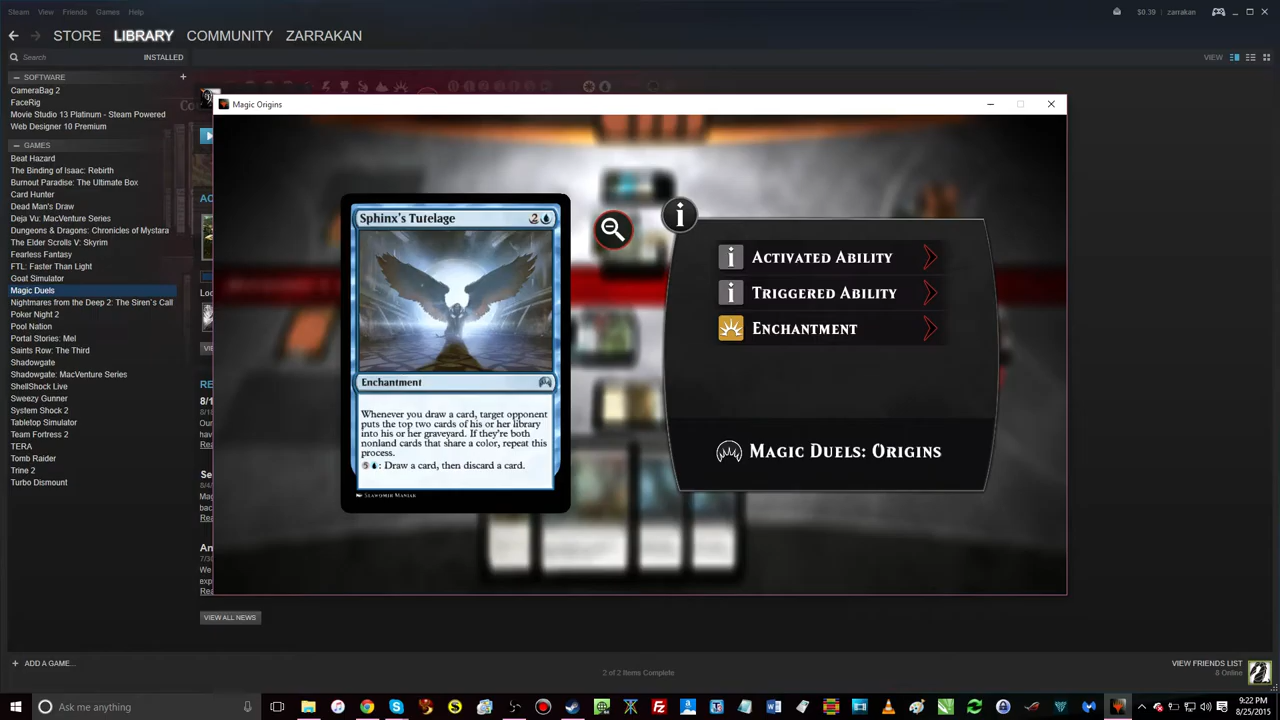 Steam View Friends Games Help
$0.39 zarrakan
STORE LIBRARY COMMUNITY ZARRAKAN
Search INSTALLED VIEW
SOFTWARE
CameraBag 2
FaceRig
Movie Studio 13 Platinum - Steam Powered
Web Designer 10 Premium
GAMES
Beat Hazard
The Binding of Isaac: Rebirth
Burnout Paradise: The Ultimate Box
Card Hunter
Dead Man's Draw
Deja Vu: MacVenture Series
Dungeons & Dragons: Chronicles of Mystara
The Elder Scrolls V: Skyrim
Fearless Fantasy
FTL: Faster Than Light
Goat Simulator
Magic Duels
Nightmares from the Deep 2: The Siren's Call
Poker Night 2
Pool Nation
Portal Stories: Mel
Saints Row: The Third
Shadowgate
Shadowgate: MacVenture Series
ShellShock Live
Sweezy Gunner
System Shock 2
Tabletop Simulator
Team Fortress 2
TERA
Tomb Raider
Trine 2
Turbo Dismount
Magic Origins
Sphinx's Tutelage 2
Enchantment
Whenever you draw a card, target opponent
puts the top two cards of his or her library
into his or her graveyard. If they're both
nonland cards that share a color, repeat this
process.
5: Draw a card, then discard a card.
Slawomir Maniak
i
i ACTIVATED ABILITY
i TRIGGERED ABILITY
ENCHANTMENT
MAGIC DUELS: ORIGINS
VIEW ALL NEWS
ADD A GAME...
2 of 2 Items Complete
VIEW FRIENDS LIST
8 Online
Ask me anything
9:22 PM
8/25/2015